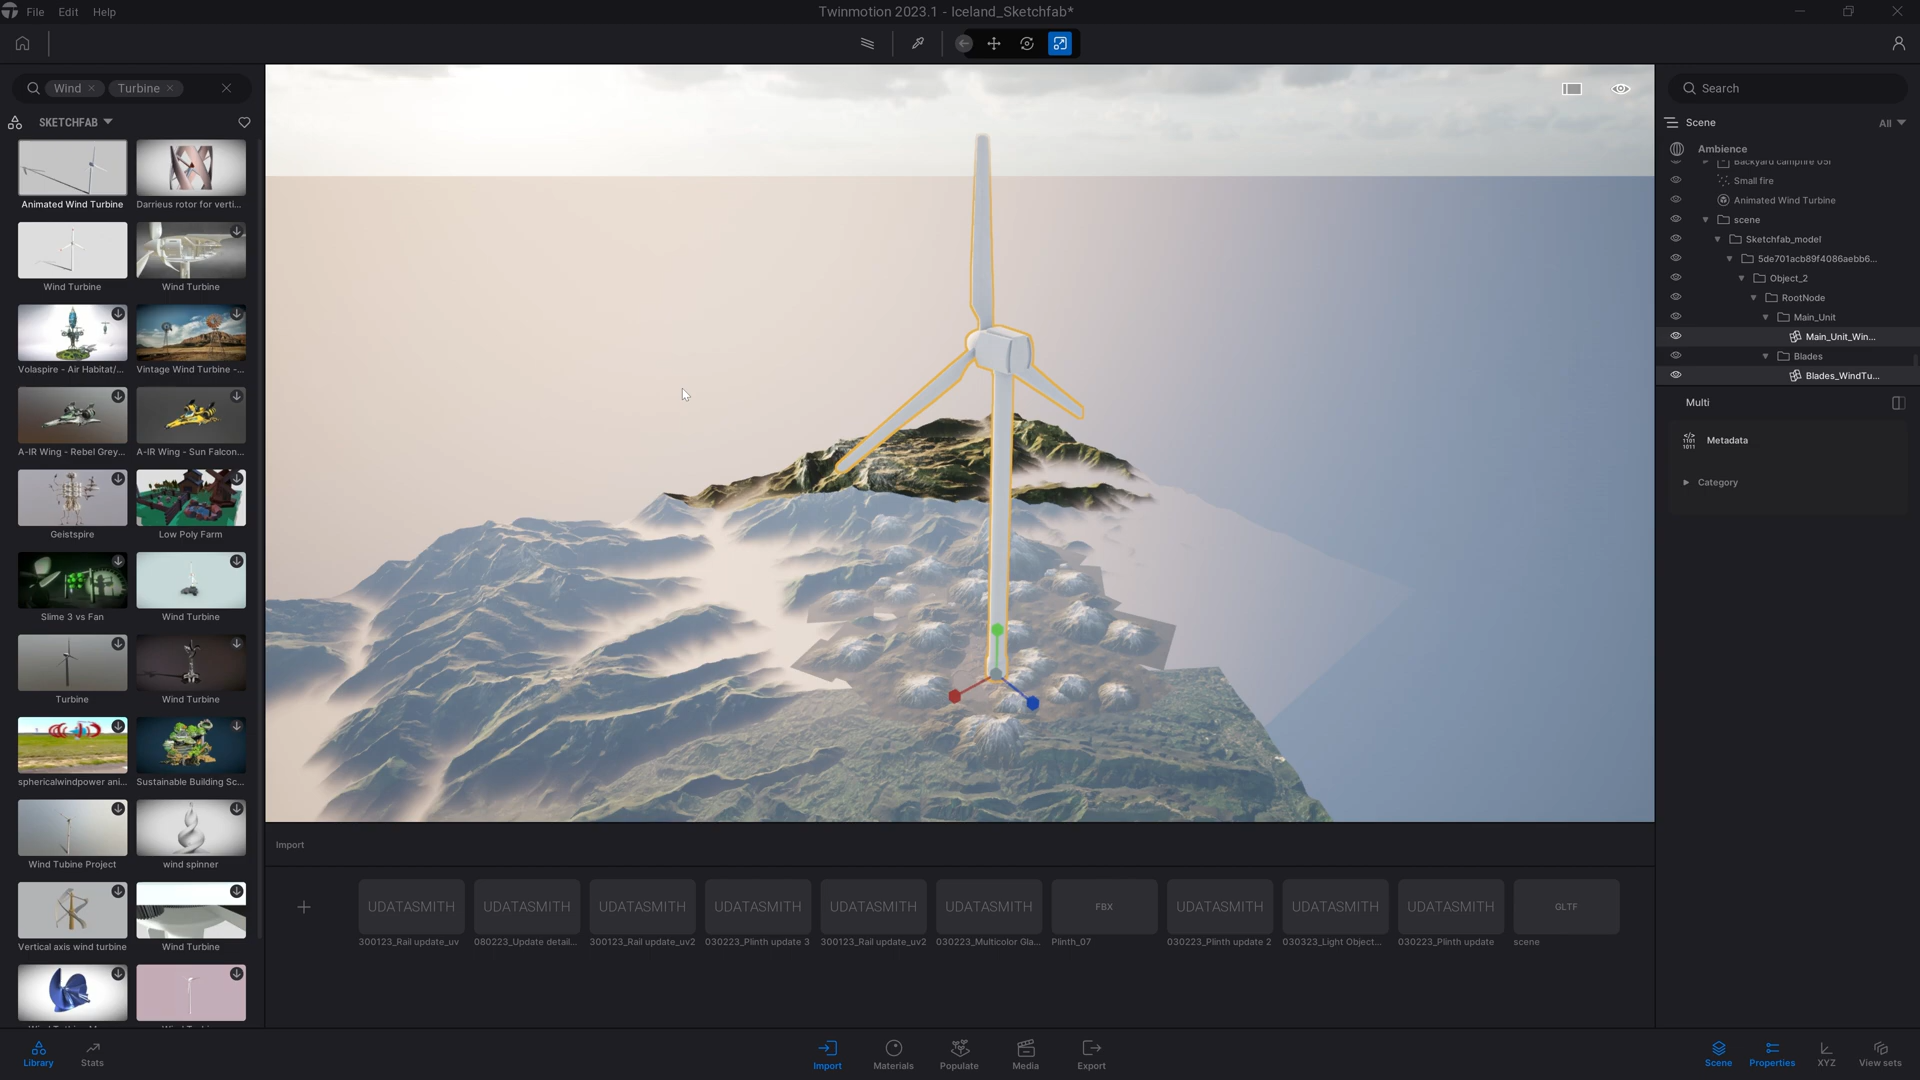 File Edit Help
Twinmotion 2023.1 - Iceland_Sketchfab*
Wind
Turbine
SKETCHFAB
Animated Wind Turbine
Darrieus rotor for verti...
Wind Turbine
Wind Turbine
Volaspire - Air Habitat/...
Vintage Wind Turbine -...
A-IR Wing - Rebel Grey...
A-IR Wing - Sun Falcon...
Geistspire
Low Poly Farm
Slime 3 vs Fan
Wind Turbine
Turbine
Wind Turbine
sphericalwindpower ani...
Sustainable Building Sc...
Wind Tubine Project
wind spinner
Vertical axis wind turbine
Wind Turbine
Search
Scene
All
Ambience
Backyard campfire 05f
Small fire
Animated Wind Turbine
scene
Sketchfab_model
5de701acb89f4086aebb6...
Object_2
RootNode
Main_Unit
Main_Unit_Win...
Blades
Blades_WindTu...
Multi
Metadata
Category
Import
UDATASMITH
300123_Rail update_uv
UDATASMITH
080223_Update detail...
UDATASMITH
300123_Rail update_uv2
UDATASMITH
030223_Plinth update 3
UDATASMITH
300123_Rail update_uv2
UDATASMITH
030223_Multicolor Gla...
FBX
Plinth_07
UDATASMITH
030223_Plinth update 2
UDATASMITH
030323_Light Object...
UDATASMITH
030223_Plinth update
GLTF
scene
Library
Stats
Import
Materials
Populate
Media
Export
Scene
Properties
XYZ
View sets